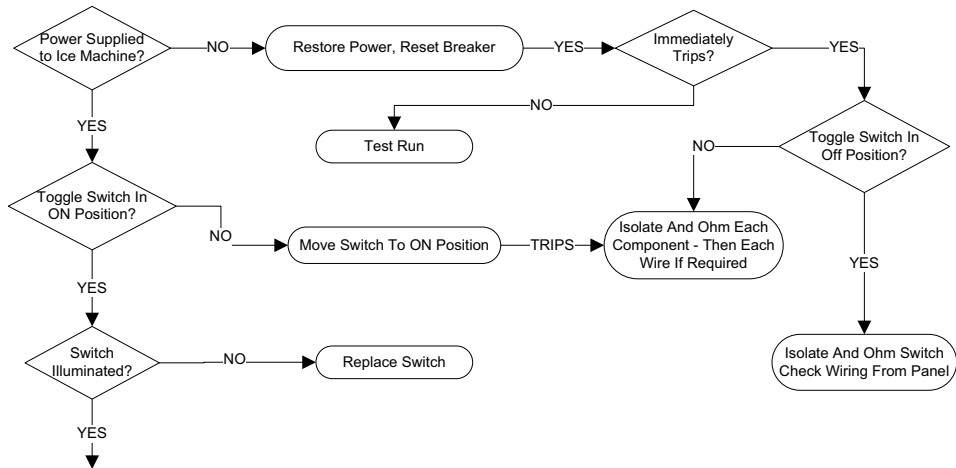 Power Supplied
to Ice Machine?
NO
Restore Power, Reset Breaker
YES
Immediately
Trips?
YES
NO
Test Run
YES
Toggle Switch In
Off Position?
NO
Toggle Switch In
ON Position?
NO
Move Switch To ON Position
TRIPS
Isolate And Ohm Each
Component - Then Each
Wire If Required
YES
YES
Switch
Illuminated?
NO
Replace Switch
Isolate And Ohm Switch
Check Wiring From Panel
YES